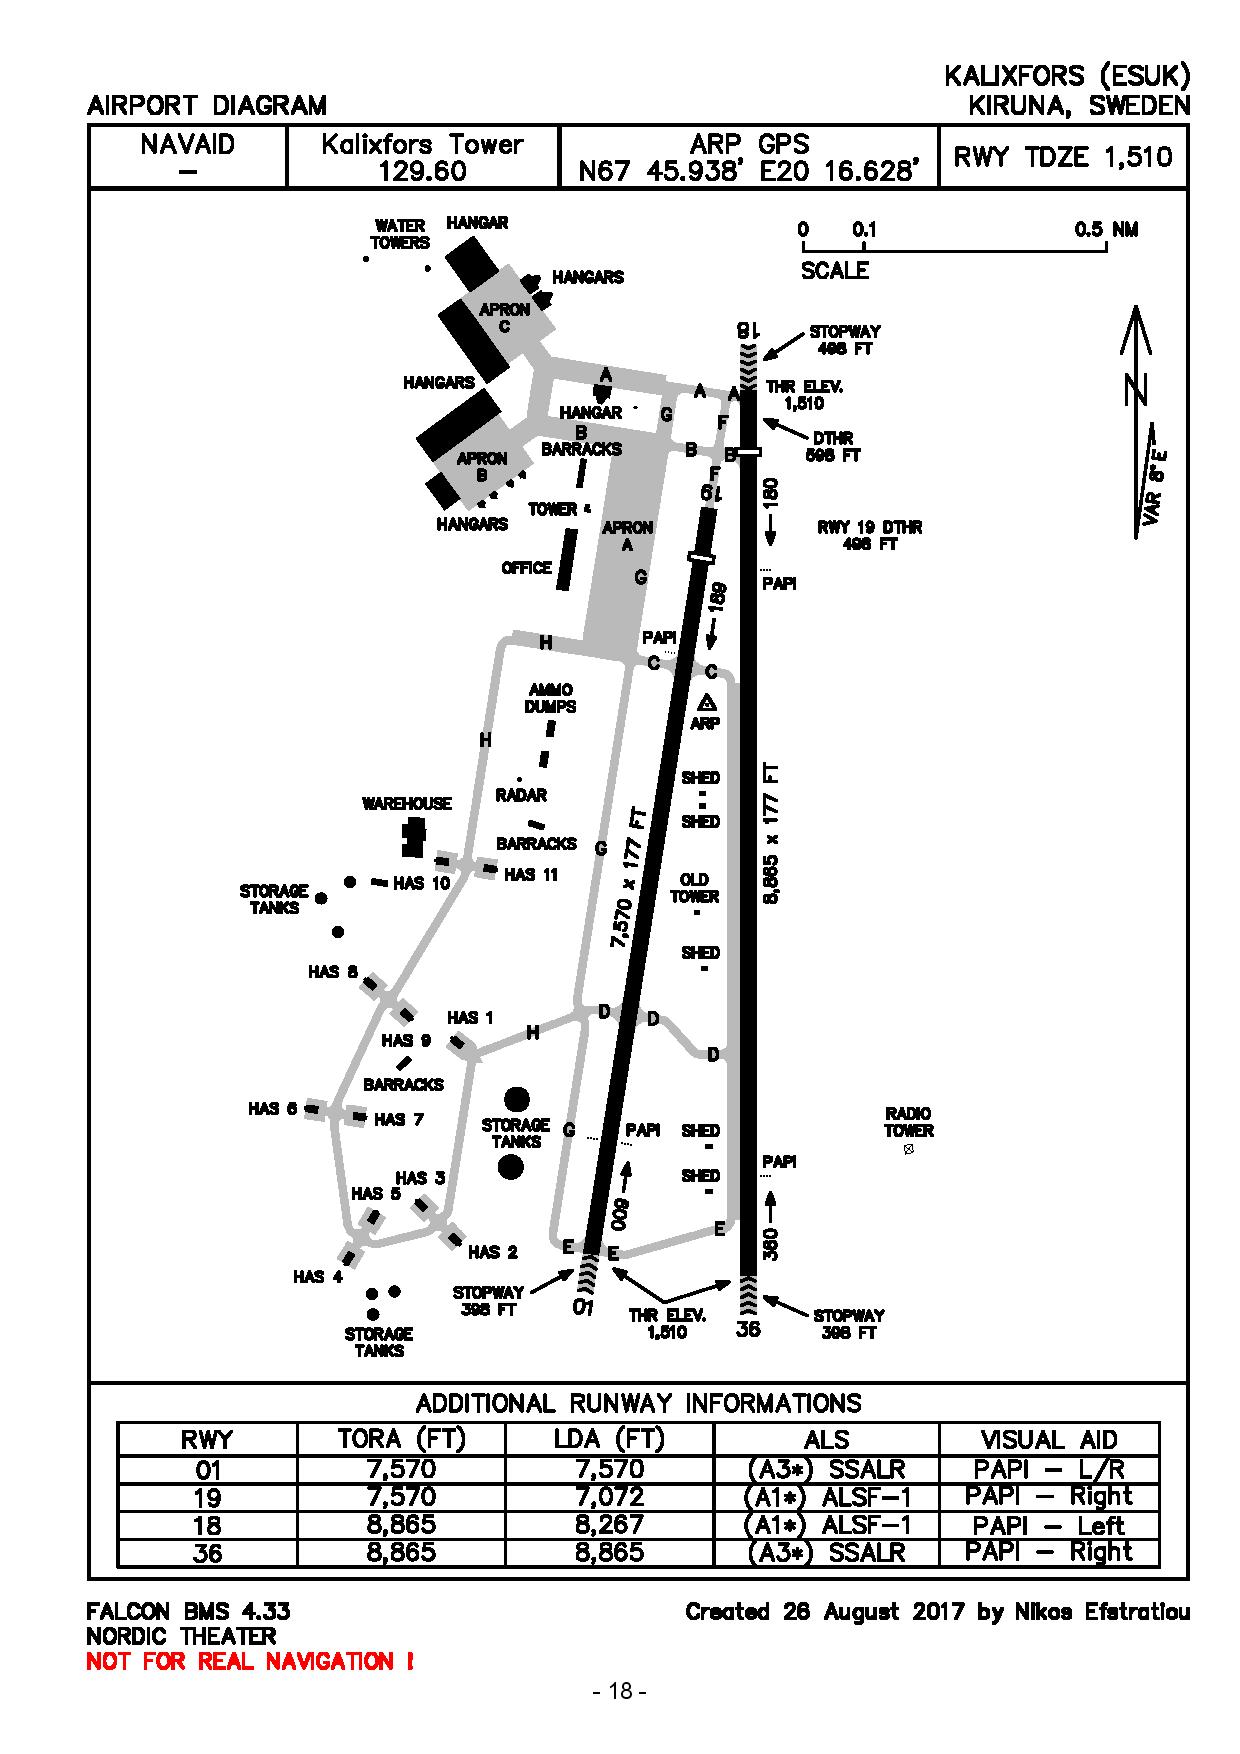 KALIXFORS (ESUK)
AIRPORT DIAGRAM
KIRUNA, SWEDEN
NAVAID
-
Kalixfors Tower
129.60
ARP GPS
N67 45.938' E20 16.628'
RWY TDZE 1,510
WATER
TOWERS
HANGAR
HANGARS
0 0.1 0.5 NM
SCALE
APRON
C
18
STOPWAY
498 FT
N
VAR 8°E
HANGARS
A
A
A
THR ELEV.
1,510
HANGAR
G
F
B
BARRACKS
B
B
DTHR
598 FT
APRON
B
F
19
180
TOWER
HANGARS
APRON
A
RWY 19 DTHR
498 FT
OFFICE
G
PAPI
189
H
PAPI
C
C
AMMO
DUMPS
ARP
H
SHED
8,865 x 177 FT
RADAR
WAREHOUSE
SHED
7,570 x 177 FT
BARRACKS
G
HAS 11
HAS 10
OLD
TOWER
STORAGE
TANKS
SHED
HAS 8
HAS 1
D
D
H
HAS 9
D
BARRACKS
HAS 6
HAS 7
STORAGE
TANKS
G
PAPI
SHED
RADIO
TOWER
PAPI
HAS 3
SHED
HAS 5
009
360
E
E
E
HAS 2
HAS 4
STOPWAY
398 FT
01
THR ELEV.
1,510
36
STOPWAY
398 FT
STORAGE
TANKS
ADDITIONAL RUNWAY INFORMATIONS
RWY TORA (FT) LDA (FT) ALS VISUAL AID
01 7,570 7,570 (A3*) SSALR PAPI - L/R
19 7,570 7,072 (A1*) ALSF-1 PAPI - Right
18 8,865 8,267 (A1*) ALSF-1 PAPI - Left
36 8,865 8,865 (A3*) SSALR PAPI - Right
FALCON BMS 4.33
Created 26 August 2017 by Nikos Efstratiou
NORDIC THEATER
NOT FOR REAL NAVIGATION !
- 18 -